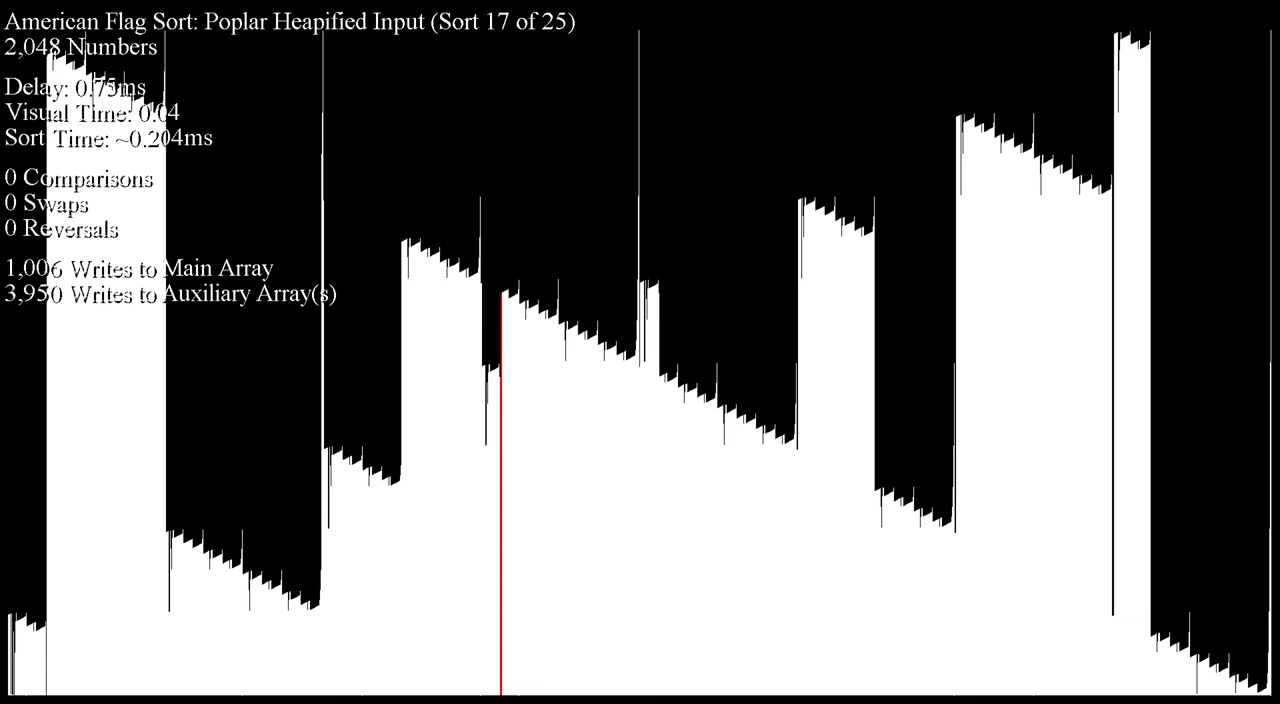 American Flag Sort: Poplar Heapified Input (Sort 17 of 25)
2,048 Numbers
Delay: 0.75ms
Visual Time: 0.04
Sort Time: ~0.204ms
0 Comparisons
0 Swaps
0 Reversals
1,006 Writes to Main Array
3,950 Writes to Auxiliary Array(s)